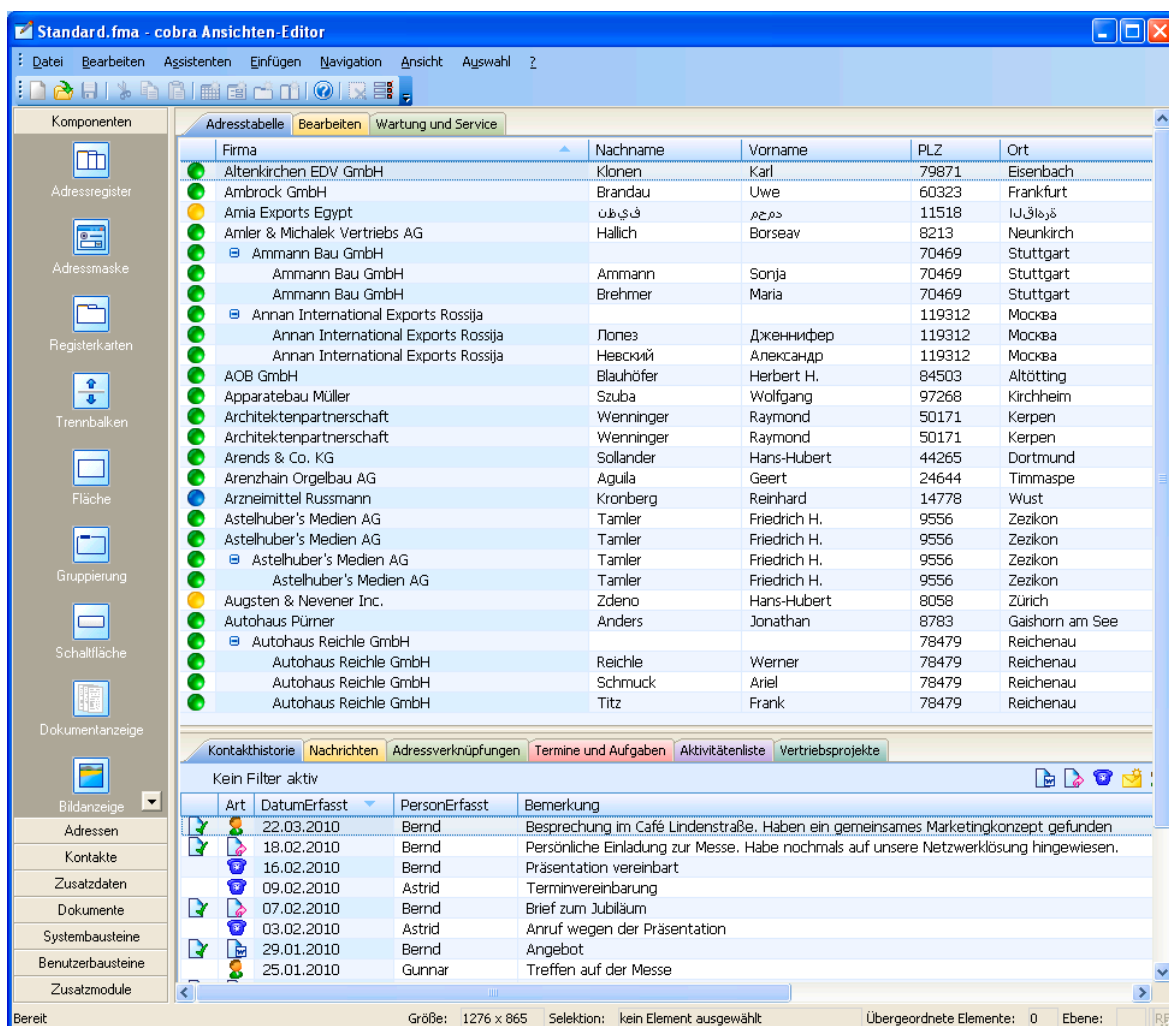 Standard.fma - cobra Ansichten-Editor
Datei Bearbeiten Assistenten Einfügen Navigation Ansicht Auswahl ?
Komponenten
Adressregister
Adressmaske
Registerkarten
Trennbalken
Fläche
Gruppierung
Schaltfläche
Dokumentanzeige
Bildanzeige
Adressen
Kontakte
Zusatzdaten
Dokumente
Systembausteine
Benutzerbausteine
Zusatzmodule
Adresstabelle Bearbeiten Wartung und Service
Firma Nachname Vorname PLZ Ort
Altenkirchen EDV GmbH Klonen Karl 79871 Eisenbach
Ambrock GmbH Brandau Uwe 60323 Frankfurt
Amia Exports Egypt 11518
Amler & Michalek Vertriebs AG Hallich Borseav 8213 Neunkirch
Ammann Bau GmbH 70469 Stuttgart
Ammann Bau GmbH Ammann Sonja 70469 Stuttgart
Ammann Bau GmbH Brehmer Maria 70469 Stuttgart
Annan International Exports Rossija 119312 Москва
Annan International Exports Rossija Лопез Дженнифер 119312 Москва
Annan International Exports Rossija Невский Александр 119312 Москва
AOB GmbH Blauhöfer Herbert H. 84503 Altötting
Apparatebau Müller Szuba Wolfgang 97268 Kirchheim
Architektenpartnerschaft Wenninger Raymond 50171 Kerpen
Architektenpartnerschaft Wenninger Raymond 50171 Kerpen
Arends & Co. KG Sollander Hans-Hubert 44265 Dortmund
Arenzhain Orgelbau AG Aguila Geert 24644 Timmaspe
Arzneimittel Russmann Kronberg Reinhard 14778 Wust
Astelhuber's Medien AG Tamler Friedrich H. 9556 Zezikon
Astelhuber's Medien AG Tamler Friedrich H. 9556 Zezikon
Astelhuber's Medien AG Tamler Friedrich H. 9556 Zezikon
Astelhuber's Medien AG Tamler Friedrich H. 9556 Zezikon
Augsten & Nevener Inc. Zdeno Hans-Hubert 8058 Zürich
Autohaus Pürner Anders Jonathan 8783 Gaishorn am See
Autohaus Reichle GmbH 78479 Reichenau
Autohaus Reichle GmbH Reichle Werner 78479 Reichenau
Autohaus Reichle GmbH Schmuck Ariel 78479 Reichenau
Autohaus Reichle GmbH Titz Frank 78479 Reichenau
Kontakthistorie Nachrichten Adressverknüpfungen Termine und Aufgaben Aktivitätenliste Vertriebsprojekte
Kein Filter aktiv
Art DatumErfasst PersonErfasst Bemerkung
22.03.2010 Bernd Besprechung im Café Lindenstraße. Haben ein gemeinsames Marketingkonzept gefunden
18.02.2010 Bernd Persönliche Einladung zur Messe. Habe nochmals auf unsere Netzwerklösung hingewiesen.
16.02.2010 Bernd Präsentation vereinbart
09.02.2010 Astrid Terminvereinbarung
07.02.2010 Bernd Brief zum Jubiläum
03.02.2010 Astrid Anruf wegen der Präsentation
29.01.2010 Bernd Angebot
25.01.2010 Gunnar Treffen auf der Messe
Bereit Größe: 1276 x 865 Selektion: kein Element ausgewählt Übergeordnete Elemente: 0 Ebene: